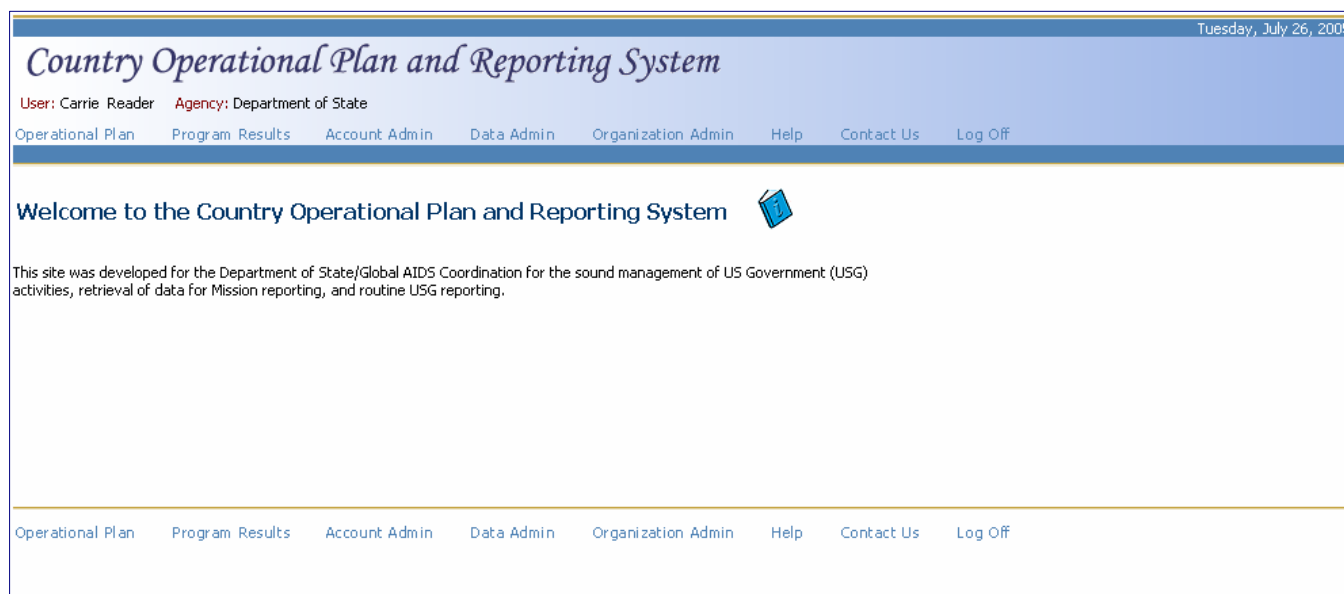 Tuesday, July 26, 2005
Country Operational Plan and Reporting System
User: Carrie Reader Agency: Department of State
Operational Plan Program Results Account Admin Data Admin Organization Admin Help Contact Us Log Off
Welcome to the Country Operational Plan and Reporting System
This site was developed for the Department of State/Global AIDS Coordination for the sound management of US Government (USG)
activities, retrieval of data for Mission reporting, and routine USG reporting.
Operational Plan Program Results Account Admin Data Admin Organization Admin Help Contact Us Log Off